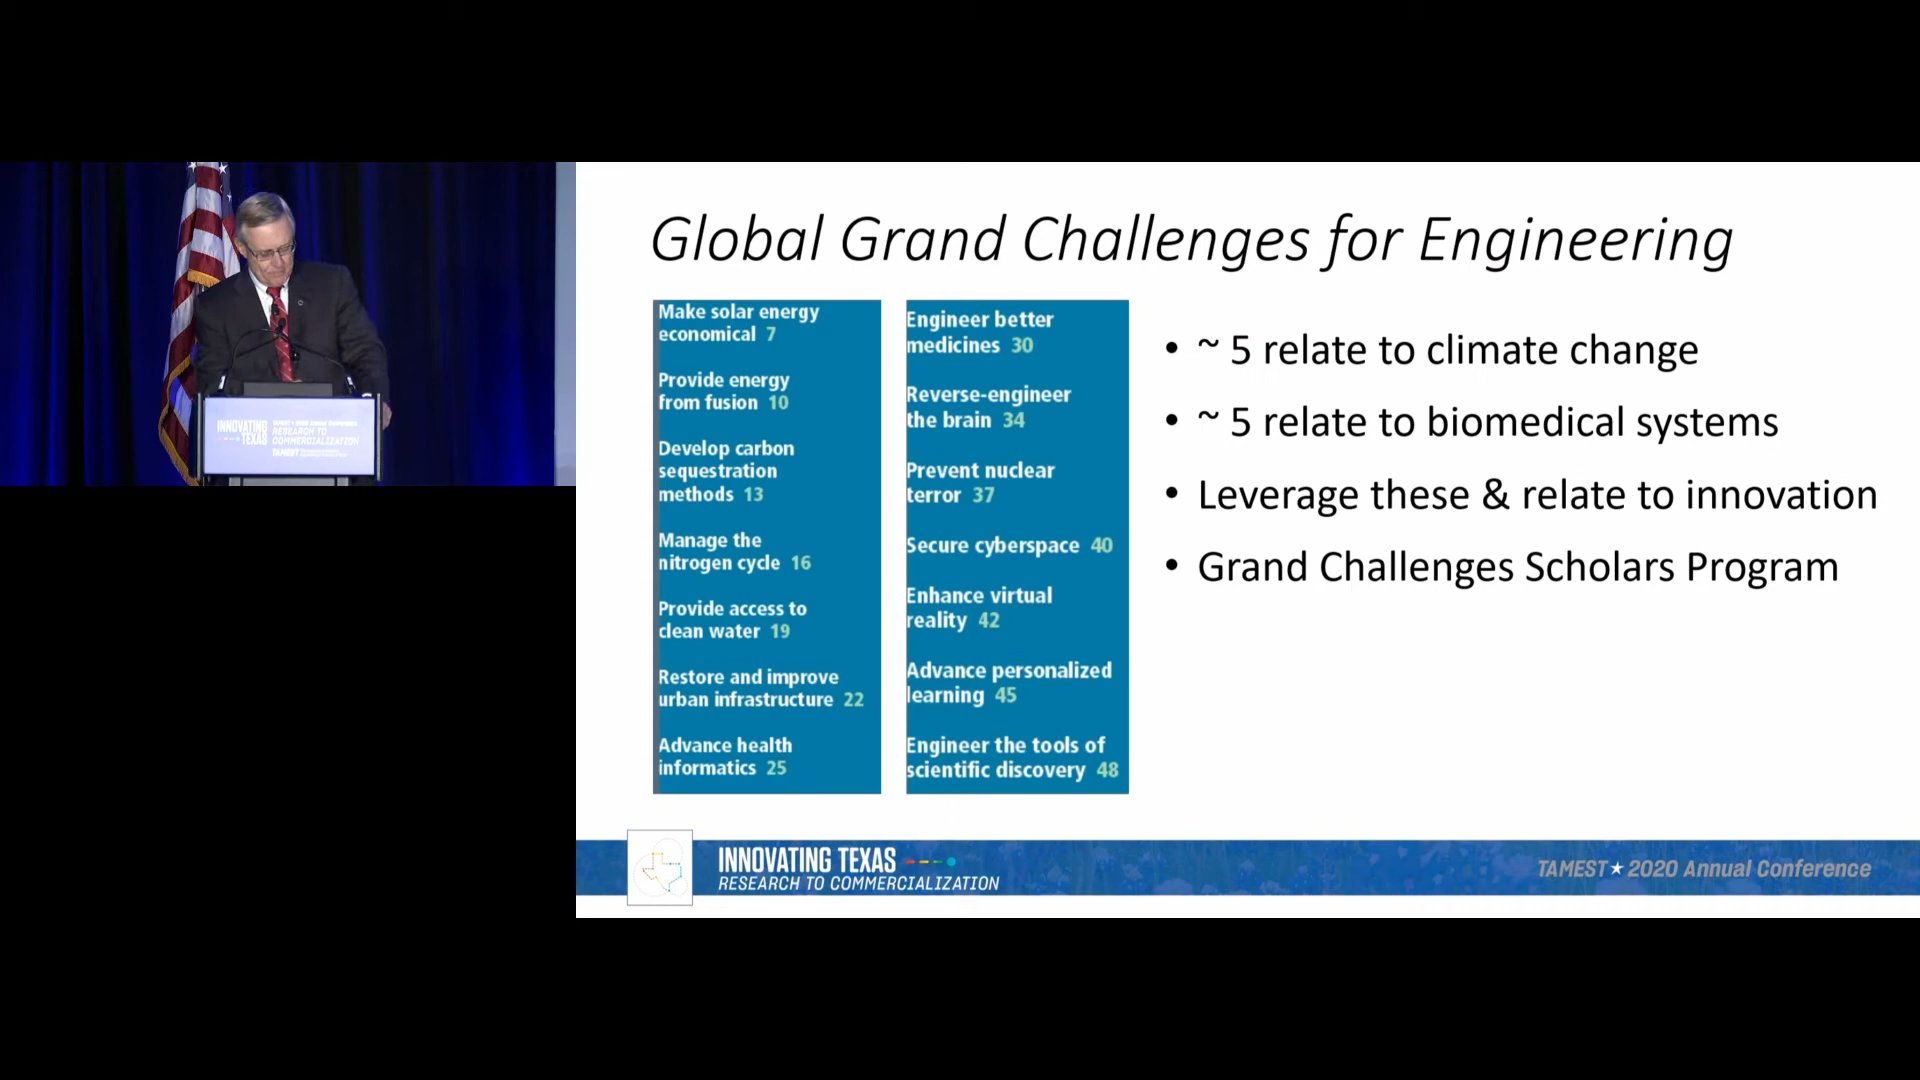 Global Grand Challenges for Engineering
Make solar energy
economical 7
Provide energy
from fusion 10
Develop carbon
sequestration
methods 13
Manage the
nitrogen cycle 16
Provide access to
clean water 19
Restore and improve
urban infrastructure 22
Advance health
informatics 25
Engineer better
medicines 30
Reverse-engineer
the brain 34
Prevent nuclear
terror 37
Secure cyberspace 40
Enhance virtual
reality 42
Advance personalized
learning 45
Engineer the tools of
scientific discovery 48
• ~ 5 relate to climate change
• ~ 5 relate to biomedical systems
• Leverage these & relate to innovation
• Grand Challenges Scholars Program
INNOVATING TEXAS
RESEARCH TO COMMERCIALIZATION
TAMEST★2020 Annual Conference
INNOVATING
TEXAS
RESEARCH TO
COMMERCIALIZATION
TAMEST